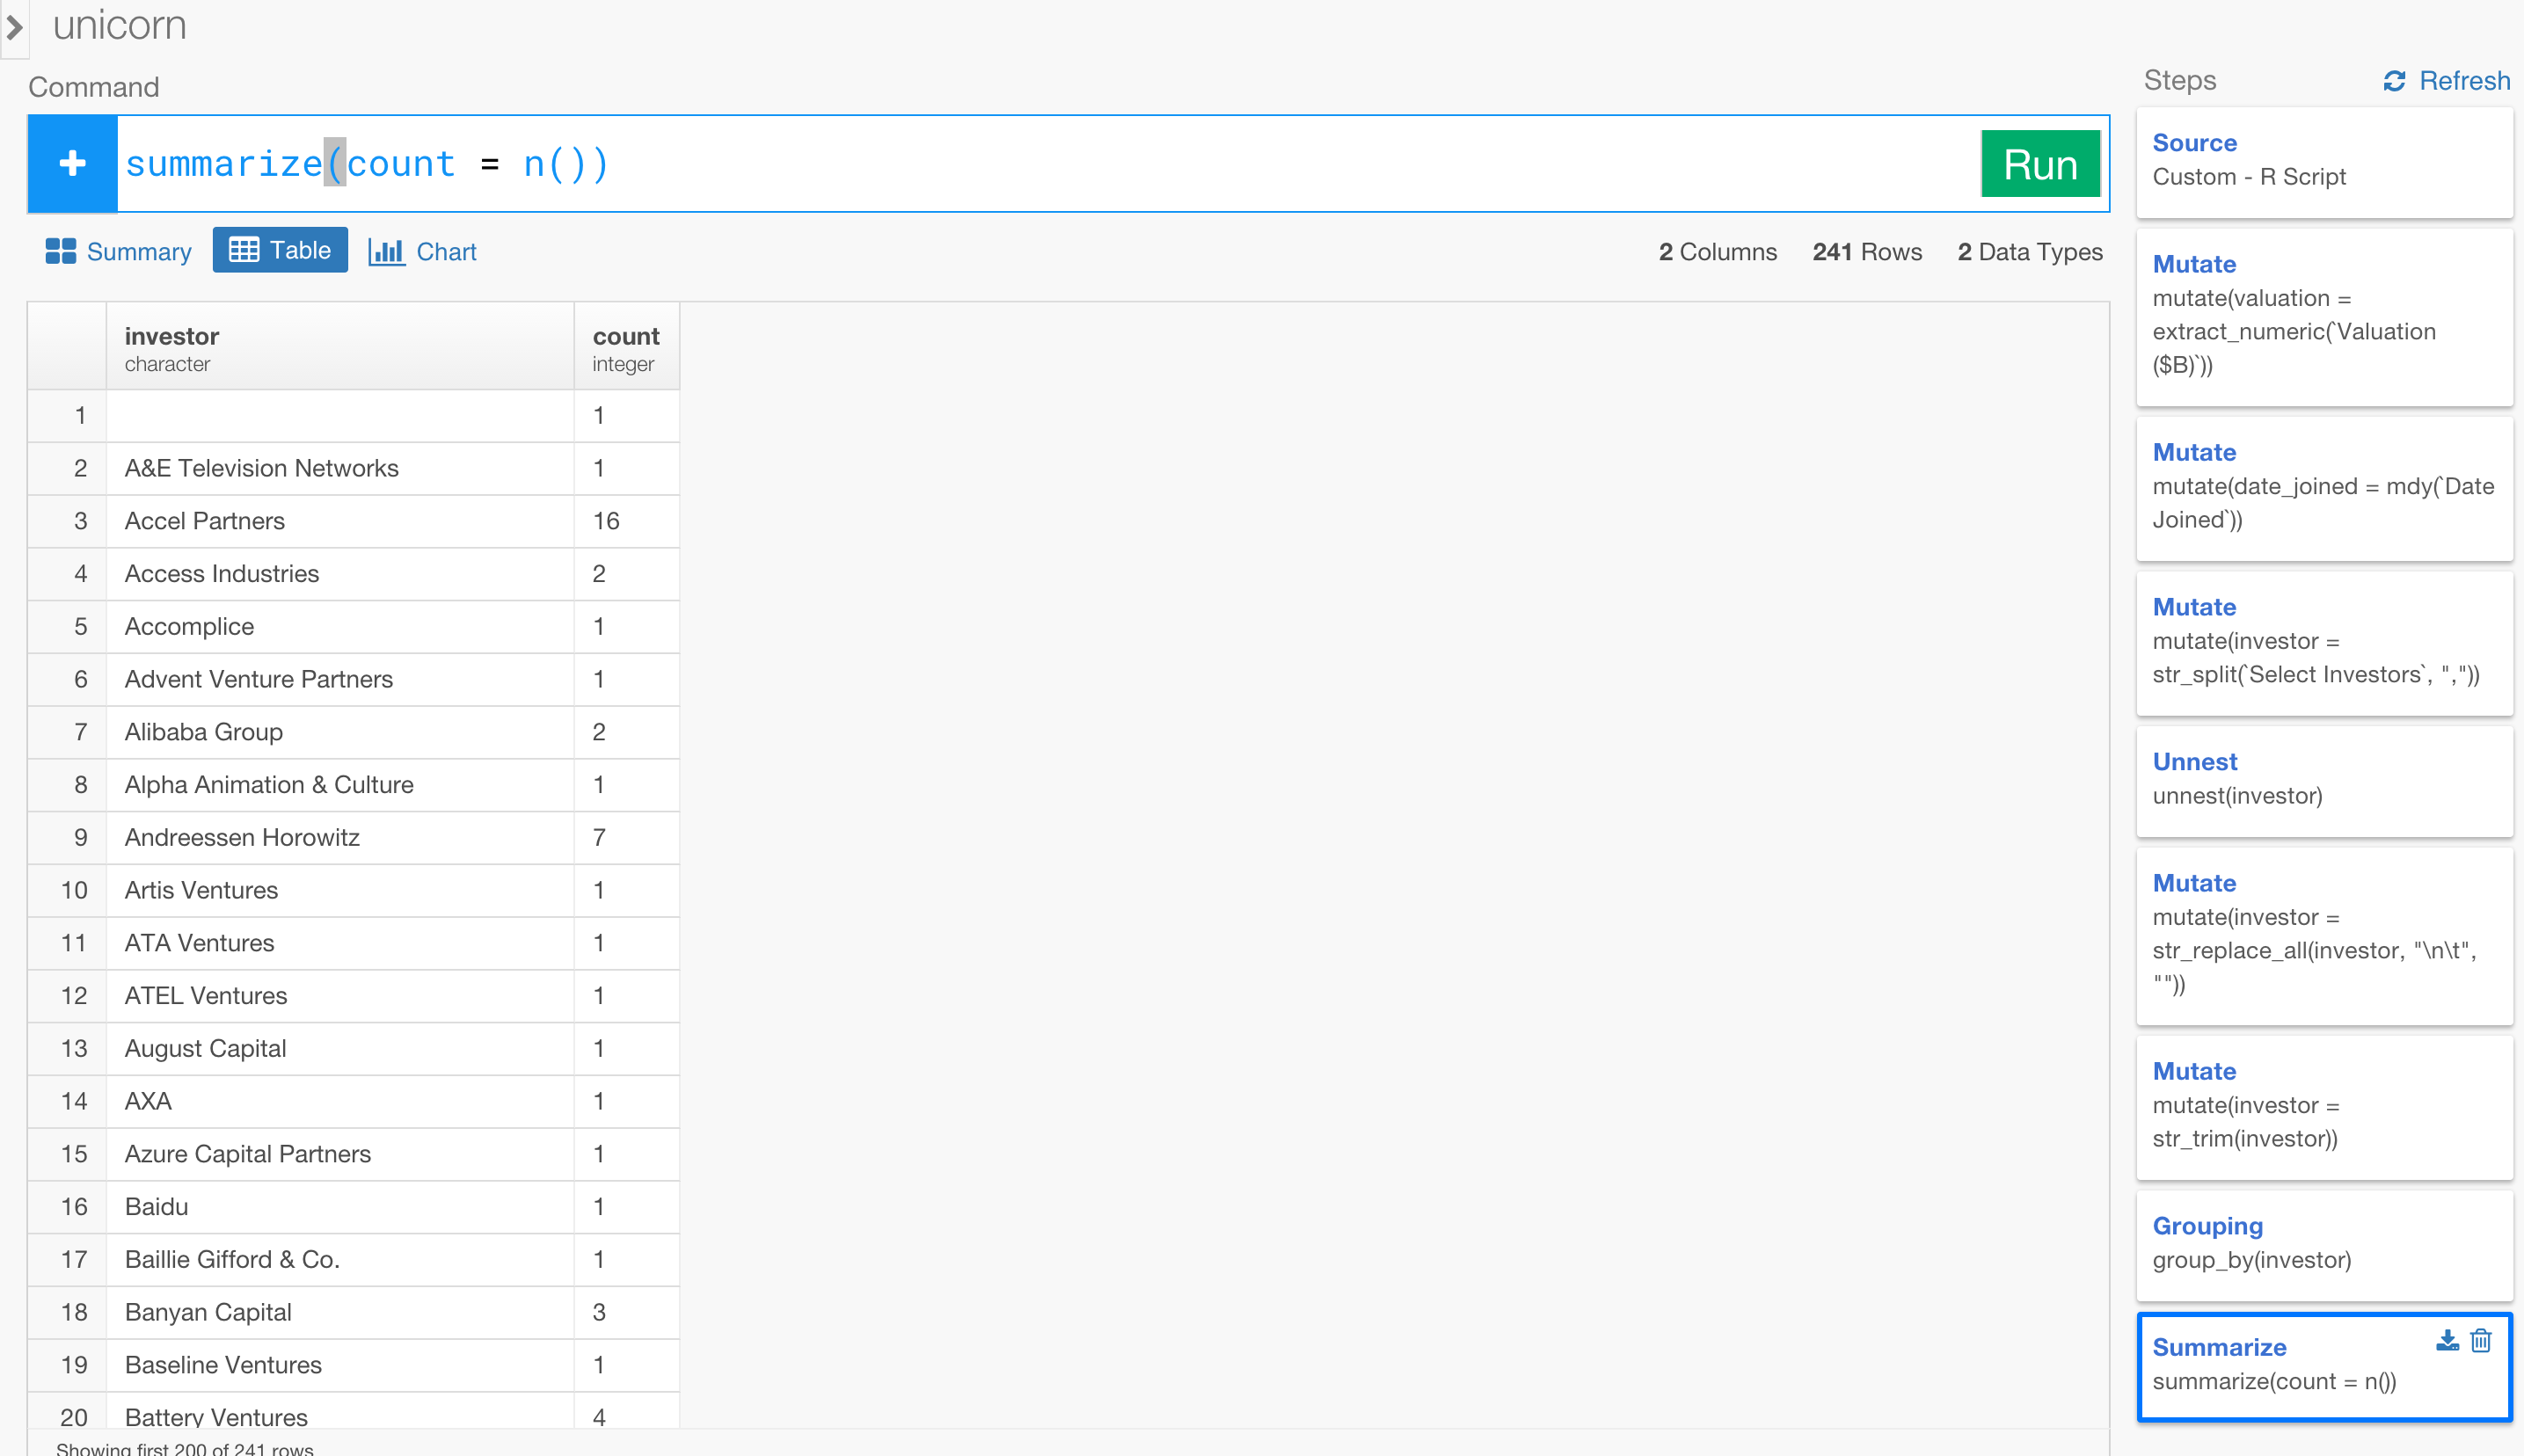 unicorn
Command
summarize(count = n())
Run
Summary Table Chart
2 Columns 241 Rows 2 Data Types
investor count
character integer
1 1
2 A&E Television Networks 1
3 Accel Partners 16
4 Access Industries 2
5 Accomplice 1
6 Advent Venture Partners 1
7 Alibaba Group 2
8 Alpha Animation & Culture 1
9 Andreessen Horowitz 7
10 Artis Ventures 1
11 ATA Ventures 1
12 ATEL Ventures 1
13 August Capital 1
14 AXA 1
15 Azure Capital Partners 1
16 Baidu 1
17 Baillie Gifford & Co. 1
18 Banyan Capital 3
19 Baseline Ventures 1
20 Battery Ventures 4
Showing first 200 of 241 rows
Steps
Refresh
Source
Custom - R Script
Mutate
mutate(valuation =
extract_numeric(`Valuation
($B)`))
Mutate
mutate(date_joined = mdy(`Date
Joined`))
Mutate
mutate(investor =
str_split(`Select Investors`, ","))
Unnest
unnest(investor)
Mutate
mutate(investor =
str_replace_all(investor, "\n\t",
""))
Mutate
mutate(investor =
str_trim(investor))
Grouping
group_by(investor)
Summarize
summarize(count = n())